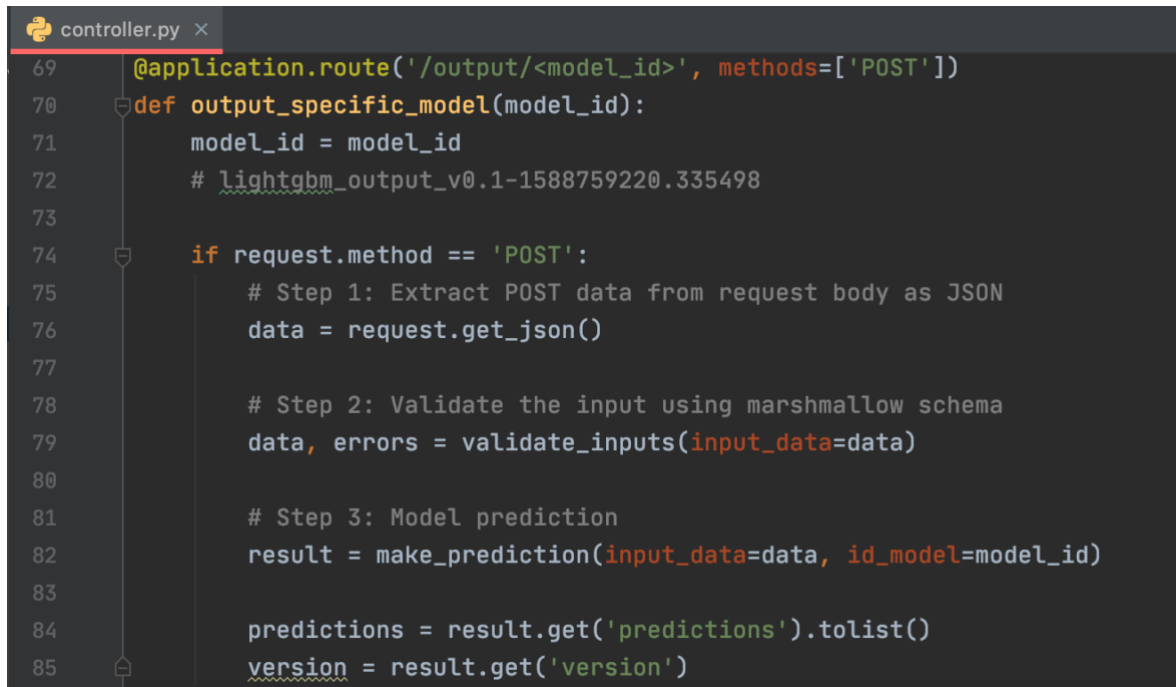 controller.py ×
69 @application.route('/output/<model_id>', methods=['POST'])
70 def output_specific_model(model_id):
71 model_id = model_id
72 # lightgbm_output_v0.1-1588759220.335498
73
74 if request.method == 'POST':
75 # Step 1: Extract POST data from request body as JSON
76 data = request.get_json()
77
78 # Step 2: Validate the input using marshmallow schema
79 data, errors = validate_inputs(input_data=data)
80
81 # Step 3: Model prediction
82 result = make_prediction(input_data=data, id_model=model_id)
83
84 predictions = result.get('predictions').tolist()
85 version = result.get('version')